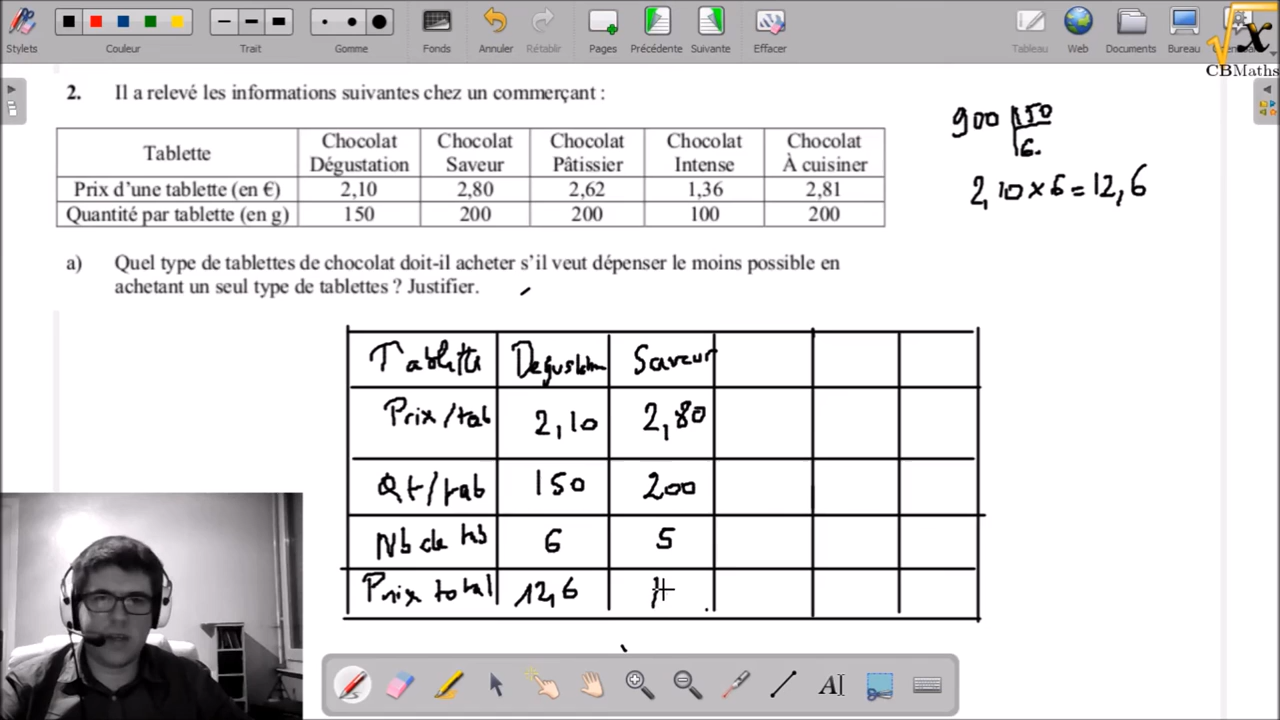 Stylets Couleur Trait Gomme Fonds Annuler Rétablir Pages Précédente Suivante Effacer Tableau Web Documents Bureau
CBMaths
2. Il a relevé les informations suivantes chez un commerçant :
Tablette Chocolat Dégustation Chocolat Saveur Chocolat Pâtissier Chocolat Intense Chocolat À cuisiner
Prix d'une tablette (en €) 2,10 2,80 2,62 1,36 2,81
Quantité par tablette (en g) 150 200 200 100 200
900 150
6
2,10 × 6 = 12,6
a) Quel type de tablettes de chocolat doit-il acheter s'il veut dépenser le moins possible en
achetant un seul type de tablettes ? Justifier.
Tablette Degustation Saveur
Prix/tab 2,10 2,80
Qt/tab 150 200
Nb de tab 6 5
Prix total 12,6